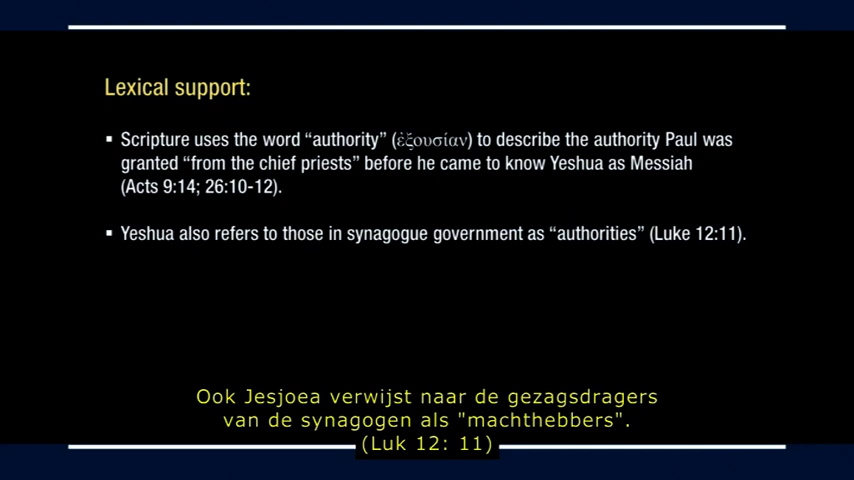 Lexical support:
▪ Scripture uses the word “authority” (ἐξουσίαν) to describe the authority Paul was
granted “from the chief priests” before he came to know Yeshua as Messiah
(Acts 9:14; 26:10-12).
▪ Yeshua also refers to those in synagogue government as “authorities” (Luke 12:11).
Ook Jesjoea verwijst naar de gezagsdragers
van de synagogen als "machthebbers".
(Luk 12: 11)